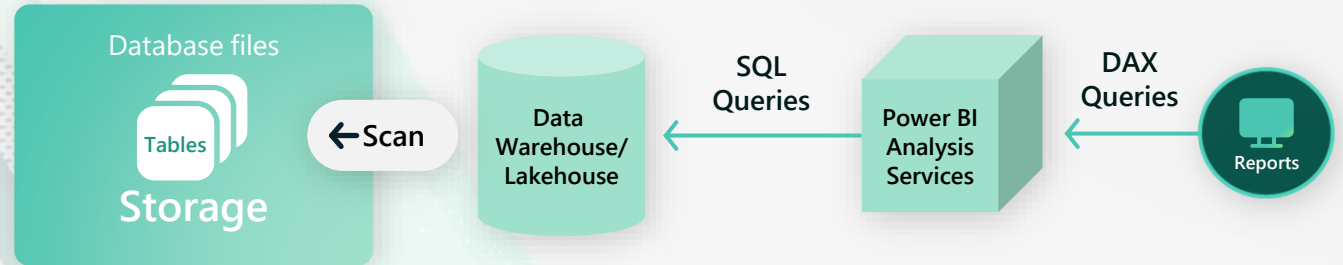 Database files
Tables
Storage
Scan
Data
Warehouse/
Lakehouse
SQL
Queries
Power BI
Analysis
Services
DAX
Queries
Reports